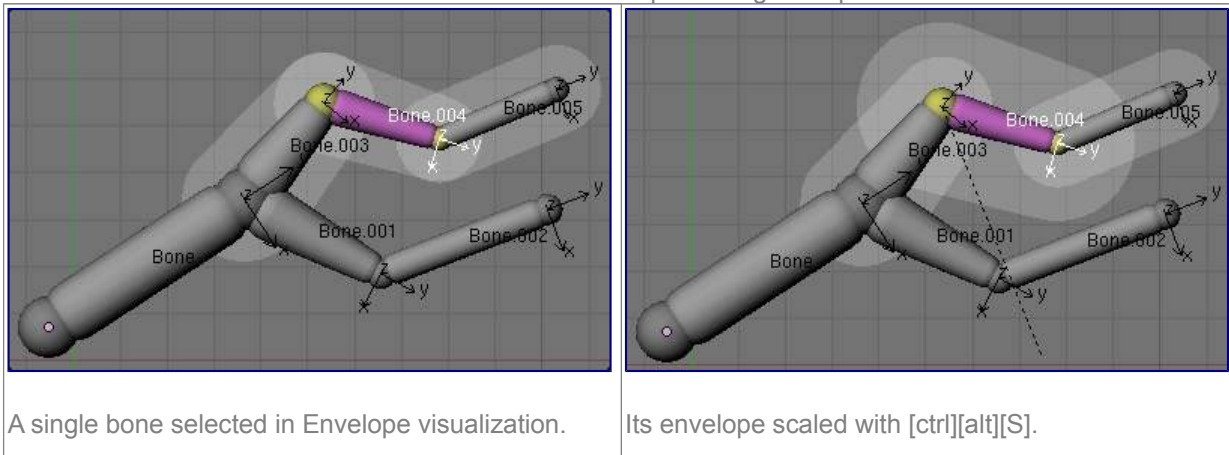 y
z
x
Bone.004
y
Bone.005
x
z
y
x
Bone.003
z
x
Bone.001
z
y
x
z
x
Bone.002
Bone
y
z
x
Bone.004
y
Bone.005
x
z
y
x
Bone.003
z
x
Bone.001
z
y
x
z
x
Bone.002
Bone
A single bone selected in Envelope visualization.
Its envelope scaled with [ctrl][alt][S].